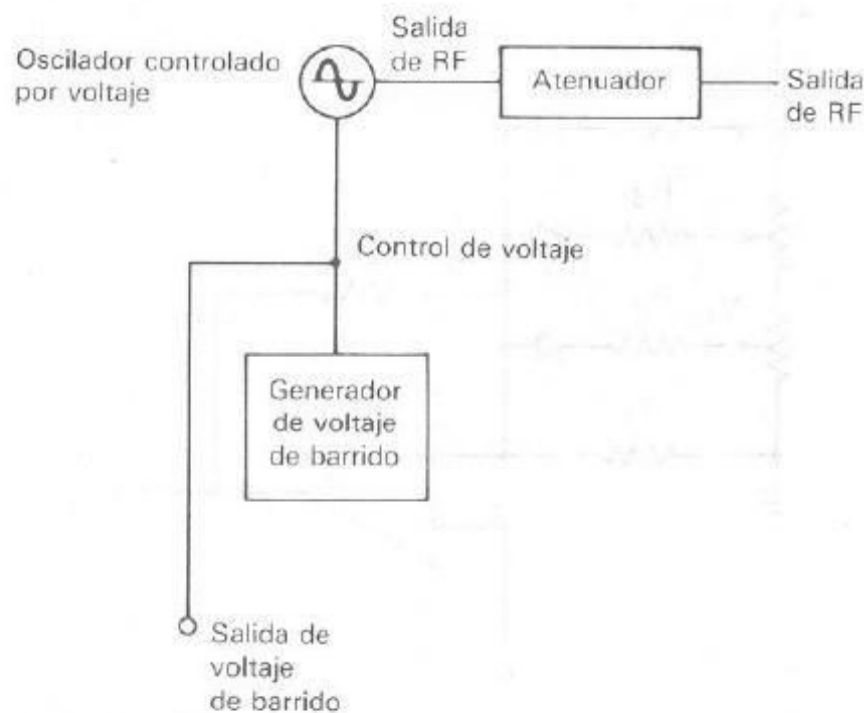 Oscilador controlado
por voltaje
Salida
de RF
Atenuador
Salida
de RF
Control de voltaje
Generador
de voltaje
de barrido
Salida de
voltaje
de barrido